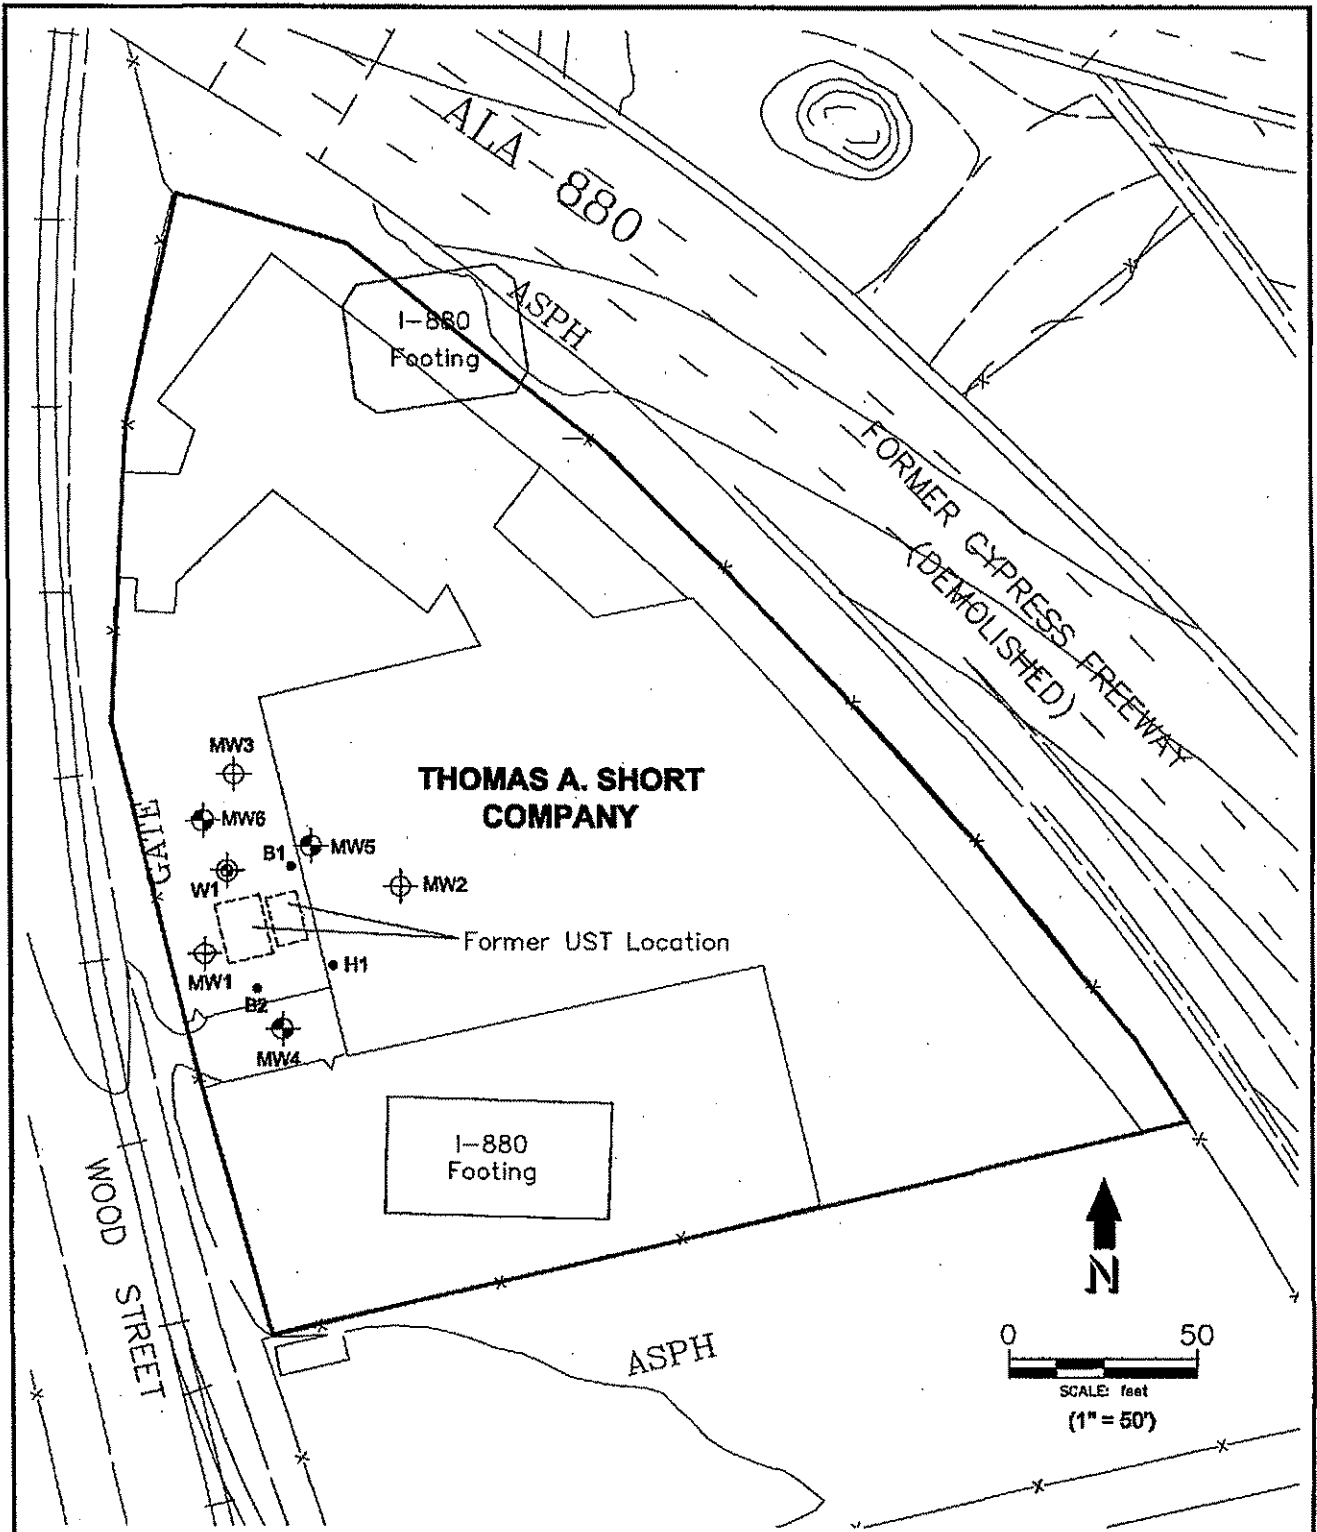 ALA 880
I-880
Footing
ASPH
FORMER CYPRESS FREEWAY
(DEMOLISHED)
MW3
THOMAS A. SHORT
COMPANY
GATE
MW6
B1
MW5
W1
MW2
Former UST Location
MW1
H1
B2
MW4
I-880
Footing
WOOD STREET
N
ASPH
0 50
SCALE: feet
(1" = 50')